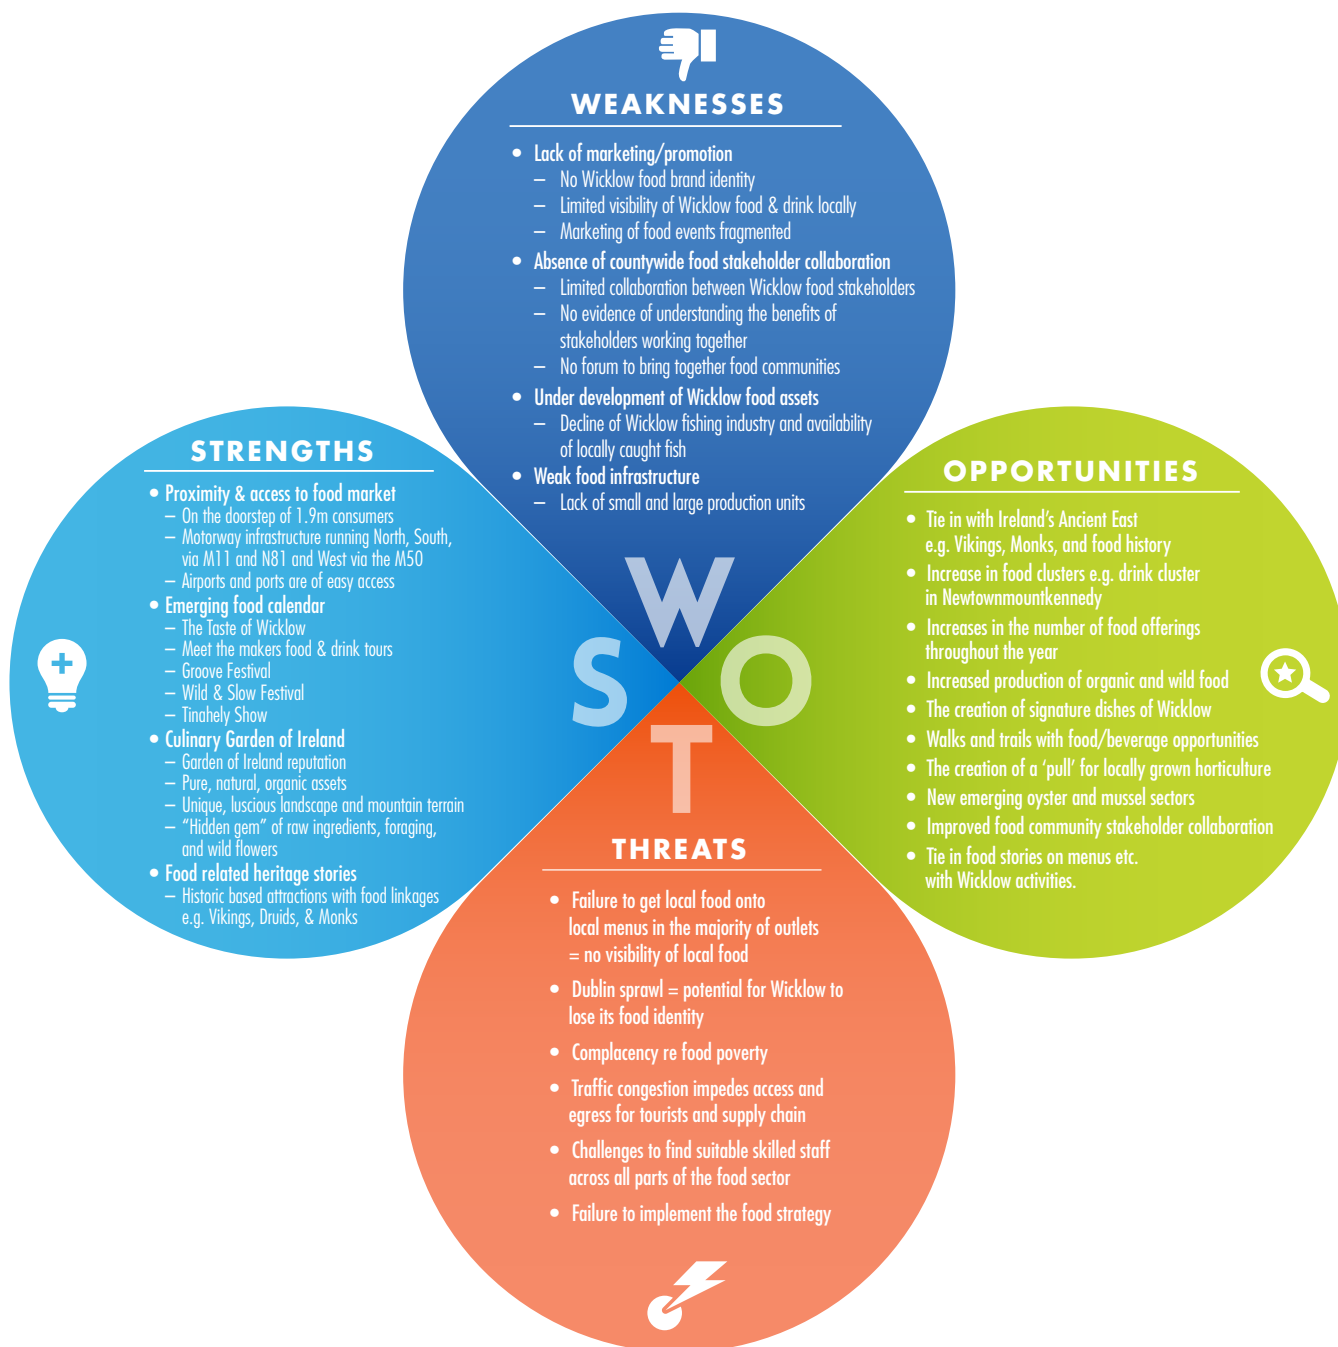 WEAKNESSES
• Lack of marketing/promotion
– No Wicklow food brand identity
– Limited visibility of Wicklow food & drink locally
– Marketing of food events fragmented
• Absence of countywide food stakeholder collaboration
– Limited collaboration between Wicklow food stakeholders
– No evidence of understanding the benefits of
stakeholders working together
– No forum to bring together food communities
• Under development of Wicklow food assets
– Decline of Wicklow fishing industry and availability
of locally caught fish
• Weak food infrastructure
– Lack of small and large production units
STRENGTHS
• Proximity & access to food market
– On the doorstep of 1.9m consumers
– Motorway infrastructure running North, South,
via M11 and N81 and West via the M50
– Airports and ports are of easy access
• Emerging food calendar
– The Taste of Wicklow
– Meet the makers food & drink tours
– Groove Festival
– Wild & Slow Festival
– Tinahely Show
• Culinary Garden of Ireland
– Garden of Ireland reputation
– Pure, natural, organic assets
– Unique, luscious landscape and mountain terrain
– “Hidden gem” of raw ingredients, foraging,
and wild flowers
• Food related heritage stories
– Historic based attractions with food linkages
e.g. Vikings, Druids, & Monks
W
S
O
T
OPPORTUNITIES
• Tie in with Ireland’s Ancient East
e.g. Vikings, Monks, and food history
• Increase in food clusters e.g. drink cluster
in Newtownmountkennedy
• Increases in the number of food offerings
throughout the year
• Increased production of organic and wild food
• The creation of signature dishes of Wicklow
• Walks and trails with food/beverage opportunities
• The creation of a ‘pull’ for locally grown horticulture
• New emerging oyster and mussel sectors
• Improved food community stakeholder collaboration
• Tie in food stories on menus etc.
with Wicklow activities.
THREATS
• Failure to get local food onto
local menus in the majority of outlets
= no visibility of local food
• Dublin sprawl = potential for Wicklow to
lose its food identity
• Complacency re food poverty
• Traffic congestion impedes access and
egress for tourists and supply chain
• Challenges to find suitable skilled staff
across all parts of the food sector
• Failure to implement the food strategy